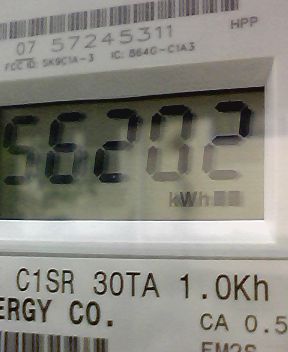 HPP
07 57245311
FCC ID: SK9C1A-3 IC: 864G-C1A3
56202
kWh
C1SR 30TA 1.0Kh
ERGY CO.
CA 0.5
EM2S